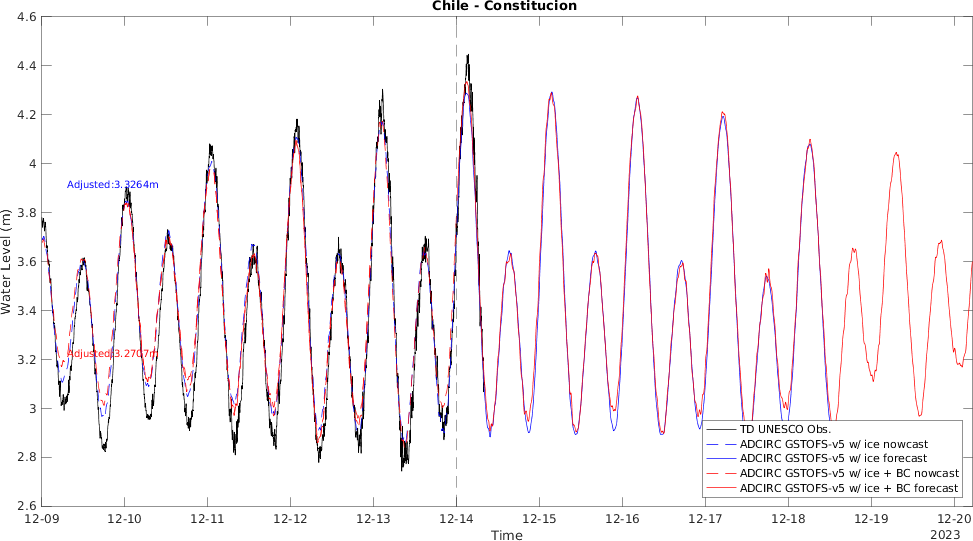 Chile - Constitucion
4.6
4.4
4.2
4
3.8
3.6
3.4
3.2
3
2.8
2.6
Water Level (m)
Adjusted:3.3264m
Adjusted:3.2707m
TD UNESCO Obs.
ADCIRC GSTOFS-v5 w/ ice nowcast
ADCIRC GSTOFS-v5 w/ ice forecast
ADCIRC GSTOFS-v5 w/ ice + BC nowcast
ADCIRC GSTOFS-v5 w/ ice + BC forecast
12-09 12-10 12-11 12-12 12-13 12-14 12-15 12-16 12-17 12-18 12-19 12-20
Time
2023